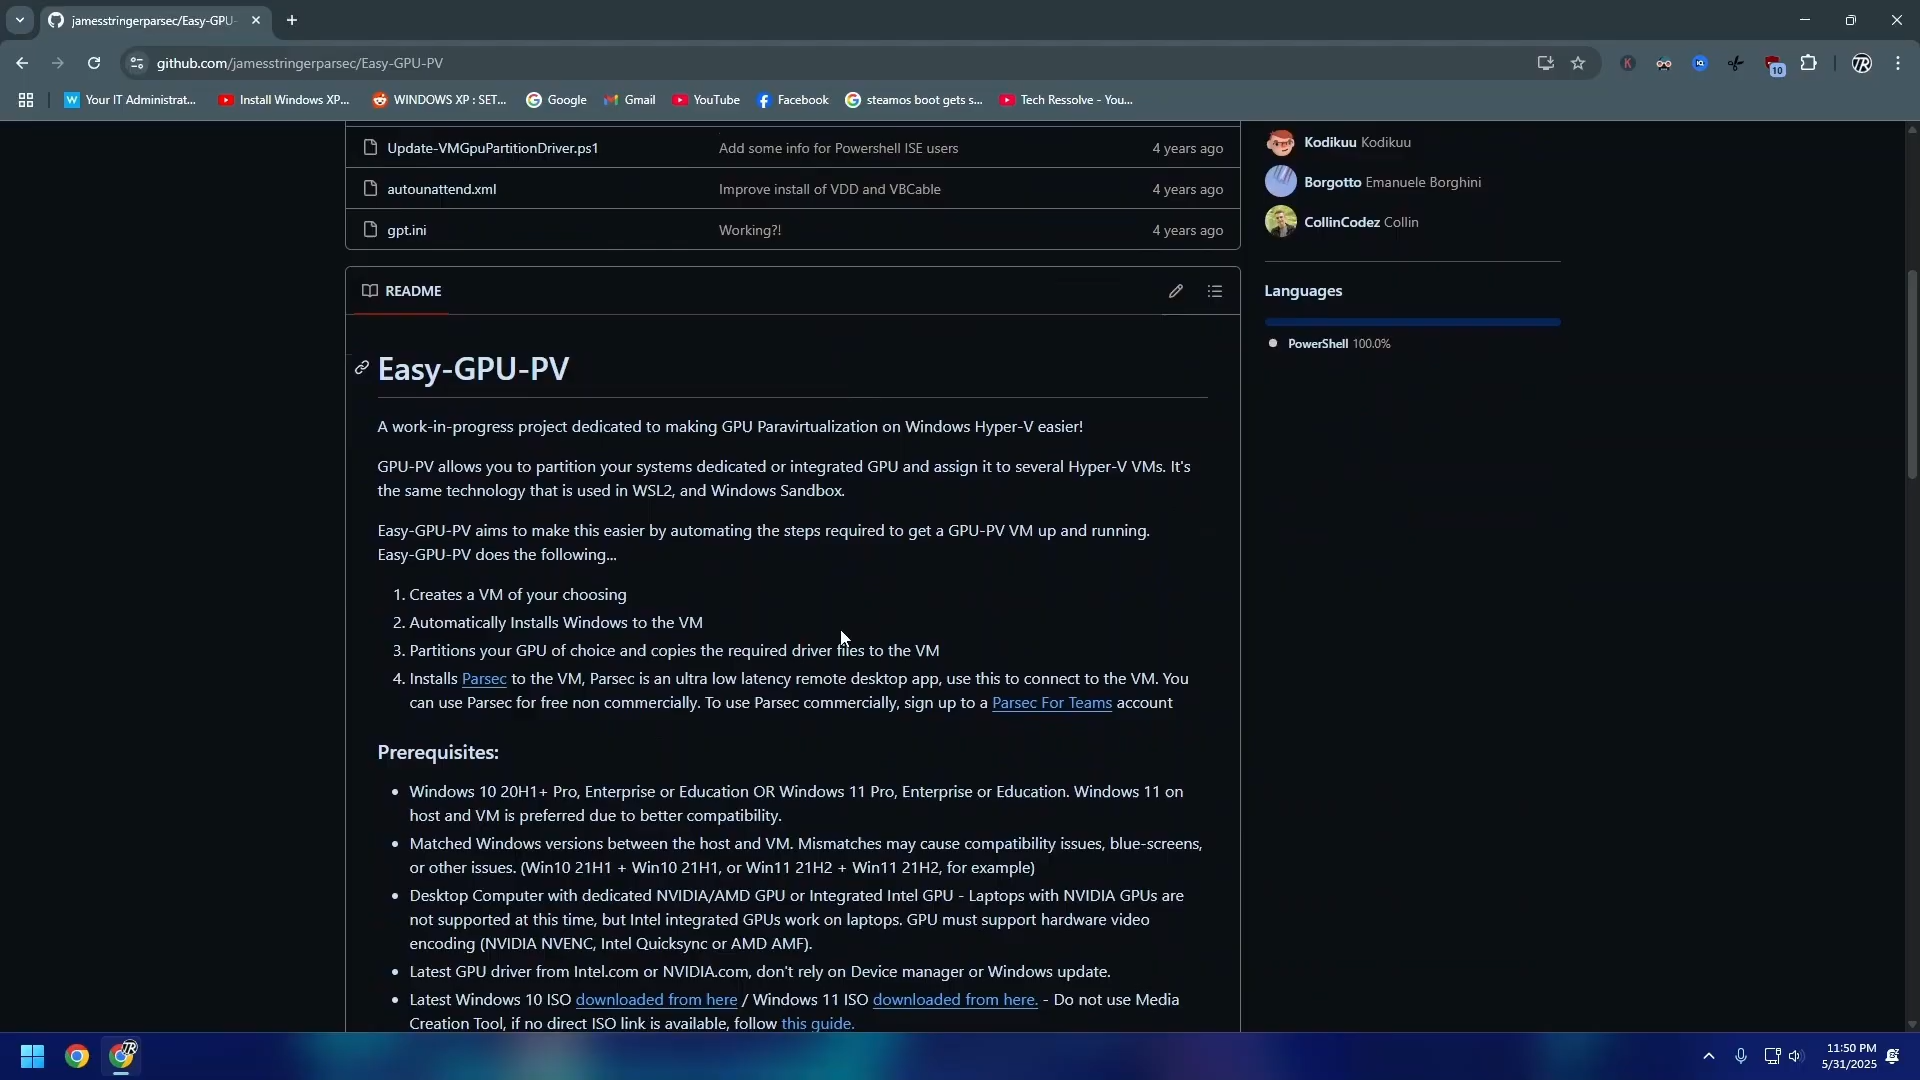 jamesstringerparsec/Easy-GPU-
github.com/jamesstringerparsec/Easy-GPU-PV
K
10
TR
Your IT Administrat...
Install Windows XP...
WINDOWS XP : SET...
Google
Gmail
YouTube
Facebook
steamos boot gets s...
Tech Ressolve - You...
Update-VMGpuPartitionDriver.ps1 Add some info for Powershell ISE users 4 years ago
autounattend.xml Improve install of VDD and VBCable 4 years ago
gpt.ini Working?! 4 years ago
Kodikuu Kodikuu
Borgotto Emanuele Borghini
CollinCodez Collin
Languages
PowerShell 100.0%
README
Easy-GPU-PV
A work-in-progress project dedicated to making GPU Paravirtualization on Windows Hyper-V easier!
GPU-PV allows you to partition your systems dedicated or integrated GPU and assign it to several Hyper-V VMs. It's
the same technology that is used in WSL2, and Windows Sandbox.
Easy-GPU-PV aims to make this easier by automating the steps required to get a GPU-PV VM up and running.
Easy-GPU-PV does the following...
1. Creates a VM of your choosing
2. Automatically Installs Windows to the VM
3. Partitions your GPU of choice and copies the required driver files to the VM
4. Installs Parsec to the VM, Parsec is an ultra low latency remote desktop app, use this to connect to the VM. You
can use Parsec for free non commercially. To use Parsec commercially, sign up to a Parsec For Teams account
Prerequisites:
• Windows 10 20H1+ Pro, Enterprise or Education OR Windows 11 Pro, Enterprise or Education. Windows 11 on
host and VM is preferred due to better compatibility.
• Matched Windows versions between the host and VM. Mismatches may cause compatibility issues, blue-screens,
or other issues. (Win10 21H1 + Win10 21H1, or Win11 21H2 + Win11 21H2, for example)
• Desktop Computer with dedicated NVIDIA/AMD GPU or Integrated Intel GPU - Laptops with NVIDIA GPUs are
not supported at this time, but Intel integrated GPUs work on laptops. GPU must support hardware video
encoding (NVIDIA NVENC, Intel Quicksync or AMD AMF).
• Latest GPU driver from Intel.com or NVIDIA.com, don't rely on Device manager or Windows update.
• Latest Windows 10 ISO downloaded from here / Windows 11 ISO downloaded from here. - Do not use Media
Creation Tool, if no direct ISO link is available, follow this guide.
TR
11:50 PM
5/31/2025